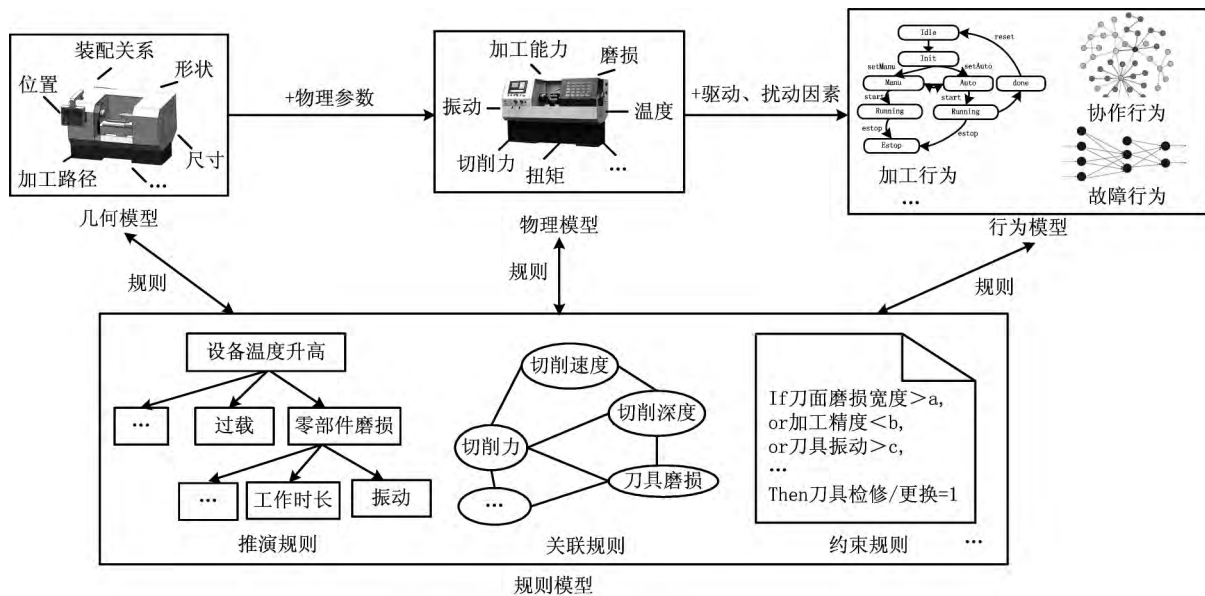 装配关系
形状
位置
尺寸
加工路径
…
几何模型
+物理参数
加工能力
磨损
振动
温度
切削力
扭矩
…
物理模型
+驱动、扰动因素
Idle
reset
Init
setManu
setAuto
Manu
Auto
done
start
start
Running
Running
estop
estop
Estop
加工行为
…
协作行为
故障行为
行为模型
规则
规则
规则
设备温度升高
…
过载
零部件磨损
…
工作时长
振动
推演规则
切削速度
切削深度
切削力
刀具磨损
…
关联规则
If刀面磨损宽度>a,
or加工精度<b,
or刀具振动>c,
…
Then刀具检修/更换=1
约束规则
…
规则模型